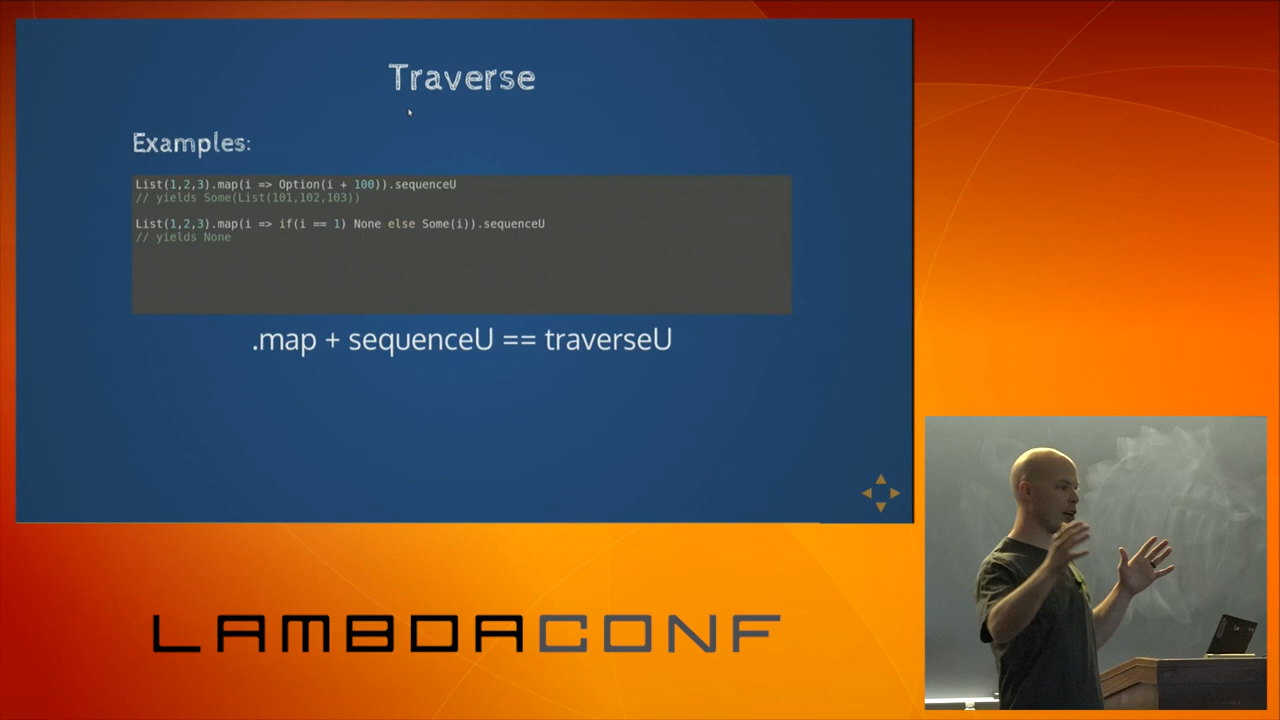 Traverse
Examples:
List(1,2,3).map(i => Option(i + 100)).sequenceU
// yields Some(List(101,102,103))
List(1,2,3).map(i => if(i == 1) None else Some(i)).sequenceU
// yields None
.map + sequenceU == traverseU
LAMBDACONF